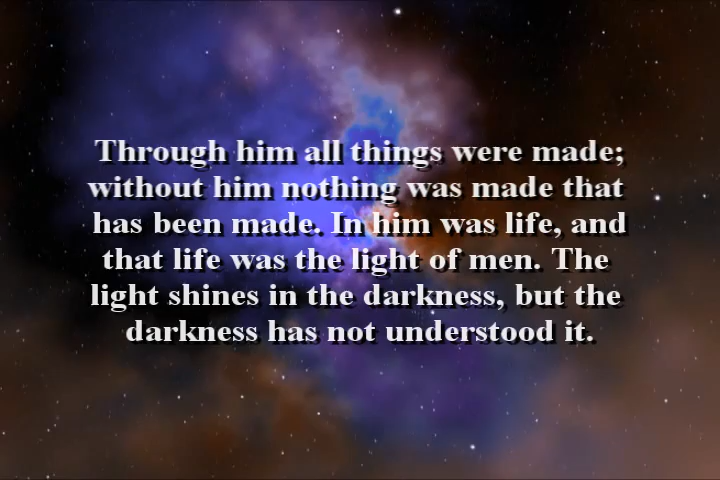 Through him all things were made;
without him nothing was made that
has been made. In him was life, and
that life was the light of men. The
light shines in the darkness, but the
darkness has not understood it.